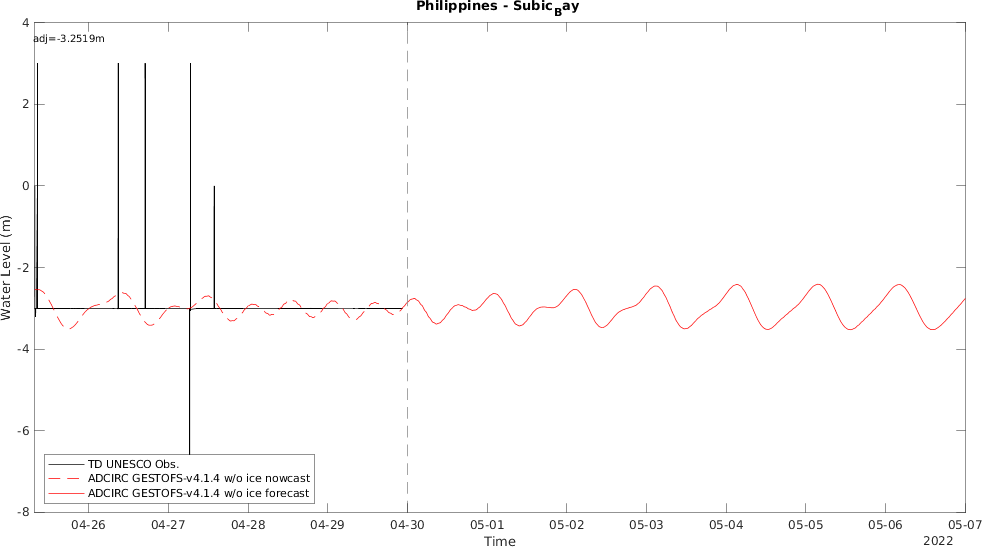 Philippines - Subic_Bay
adj=-3.2519m
4
2
0
-2
-4
-6
-8
Water Level (m)
TD UNESCO Obs.
ADCIRC GESTOFS-v4.1.4 w/o ice nowcast
ADCIRC GESTOFS-v4.1.4 w/o ice forecast
04-26 04-27 04-28 04-29 04-30 05-01 05-02 05-03 05-04 05-05 05-06 05-07
Time
2022